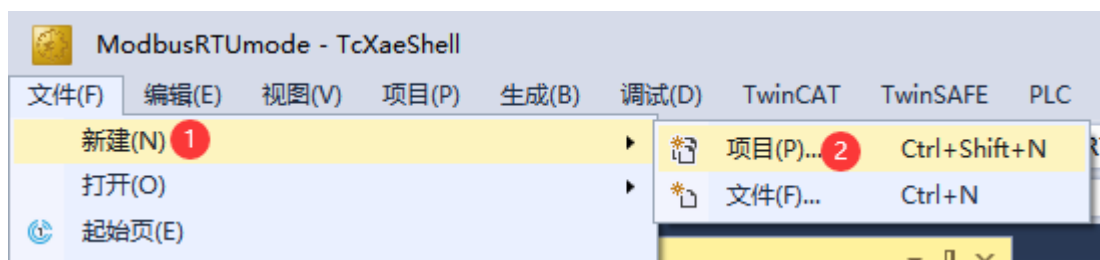 ModbusRTUmode - TcXaeShell
文件(F) 编辑(E) 视图(V) 项目(P) 生成(B) 调试(D) TwinCAT TwinSAFE PLC
新建(N) 1
项目(P)... 2 Ctrl+Shift+N
打开(O)
文件(F)... Ctrl+N
起始页(E)